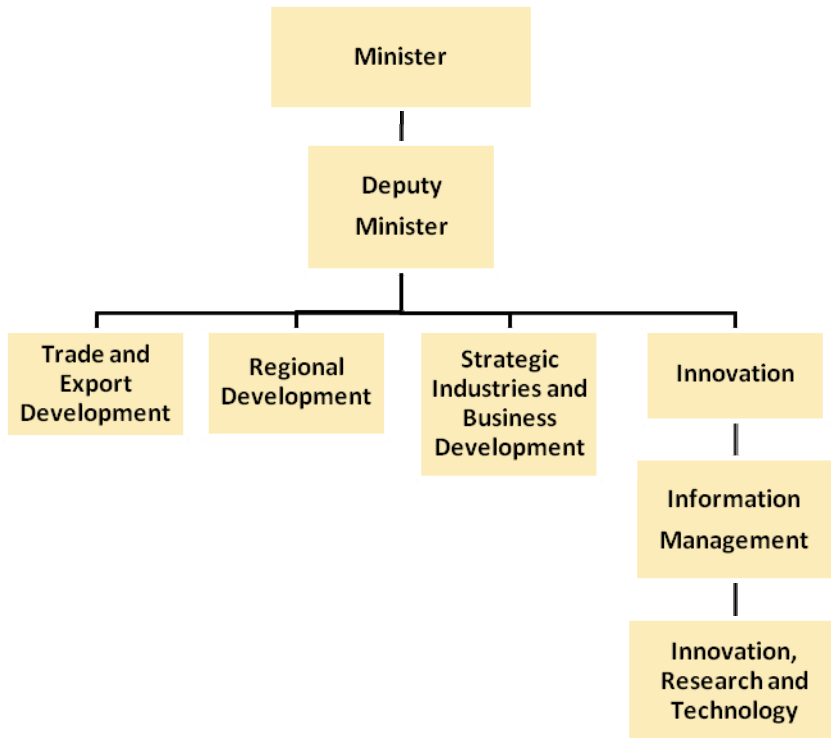 Minister
Deputy
Minister
Trade and
Export
Development
Regional
Development
Strategic
Industries and
Business
Development
Innovation
Information
Management
Innovation,
Research and
Technology